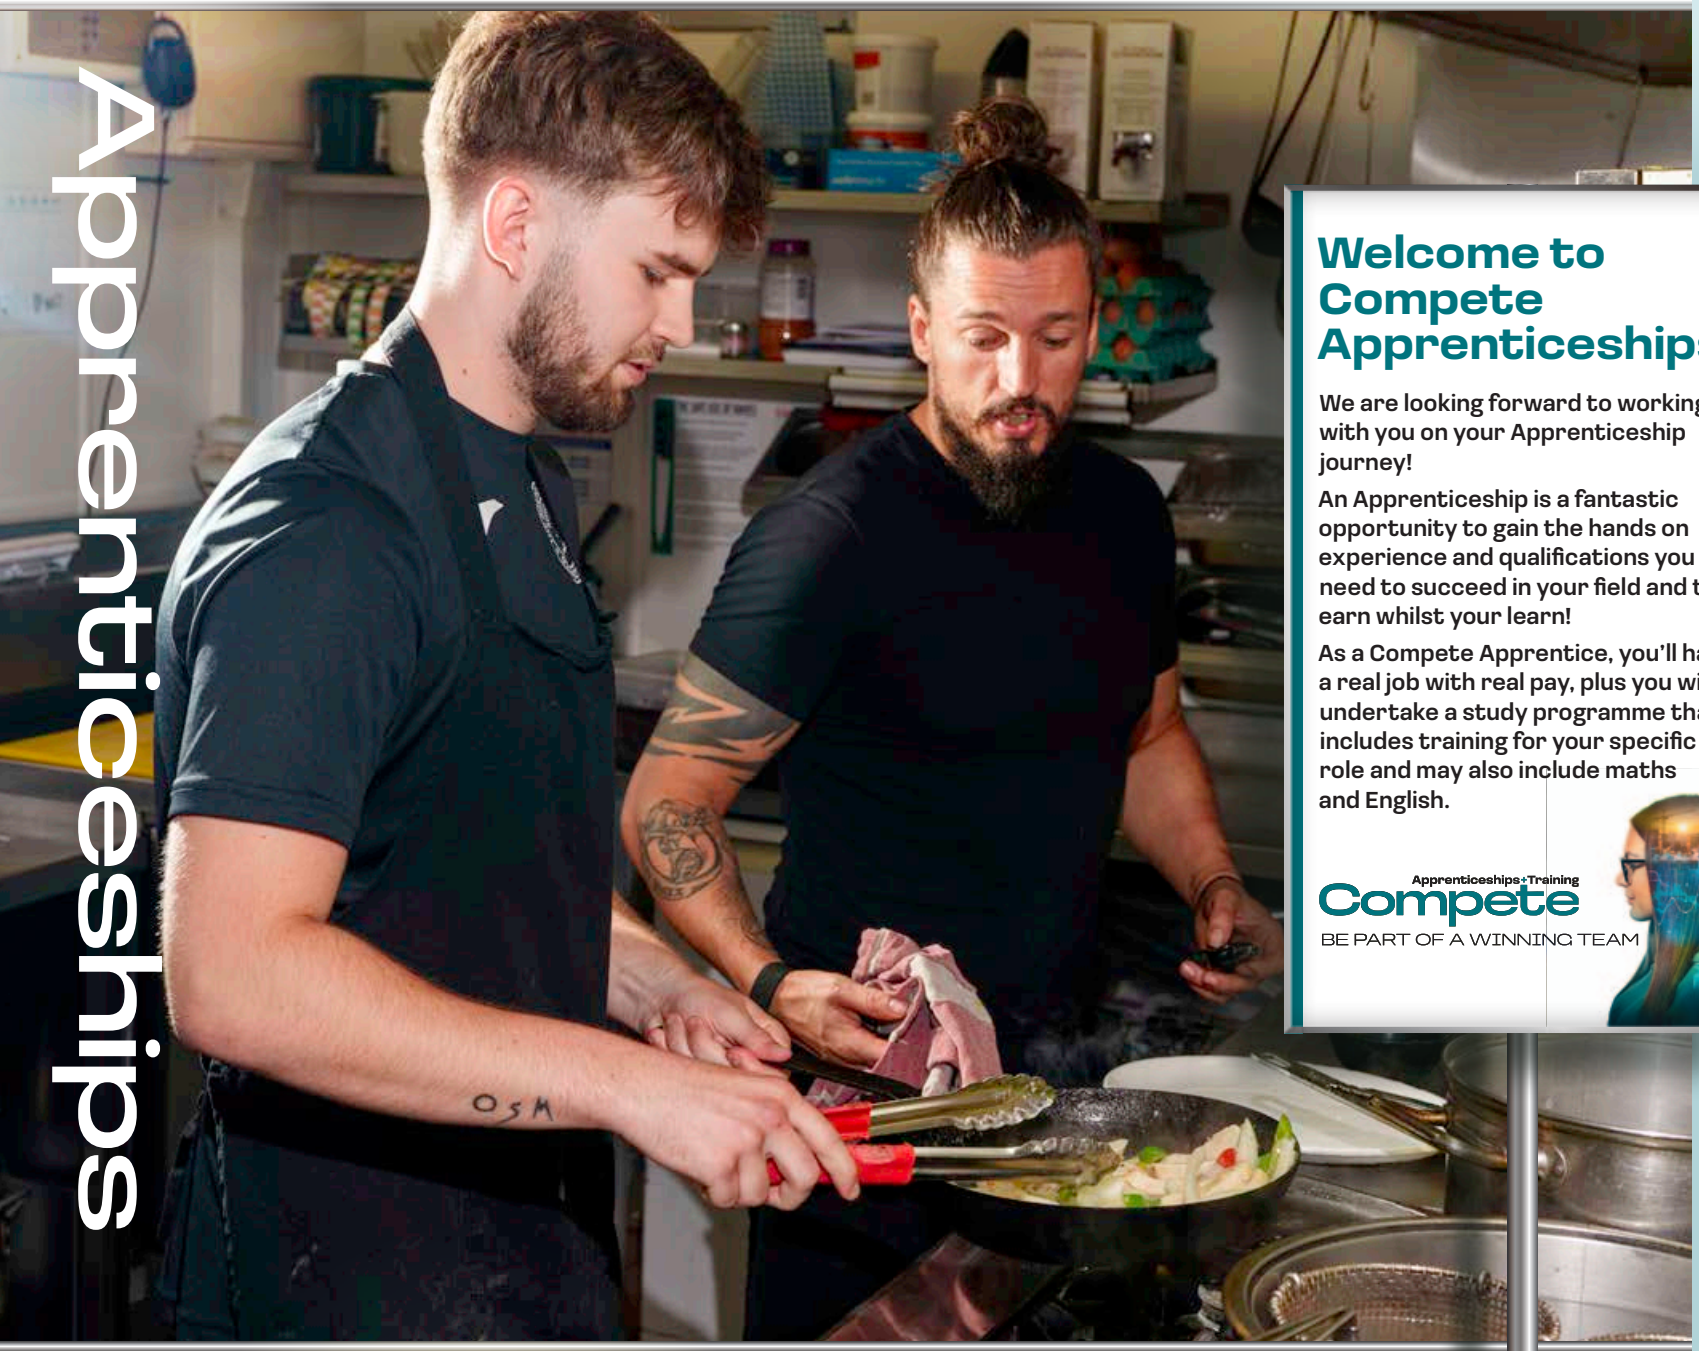 Apprenticeships
Welcome to
Compete
Apprenticeships
We are looking forward to working
with you on your Apprenticeship
journey!
An Apprenticeship is a fantastic
opportunity to gain the hands on
experience and qualifications you
need to succeed in your field and t
earn whilst your learn!
As a Compete Apprentice, you'll ha
a real job with real pay, plus you wi
undertake a study programme tha
includes training for your specific
role and may also include maths
and English.
Apprenticeships+Training
Compete
BE PART OF A WINNING TEAM
OSM